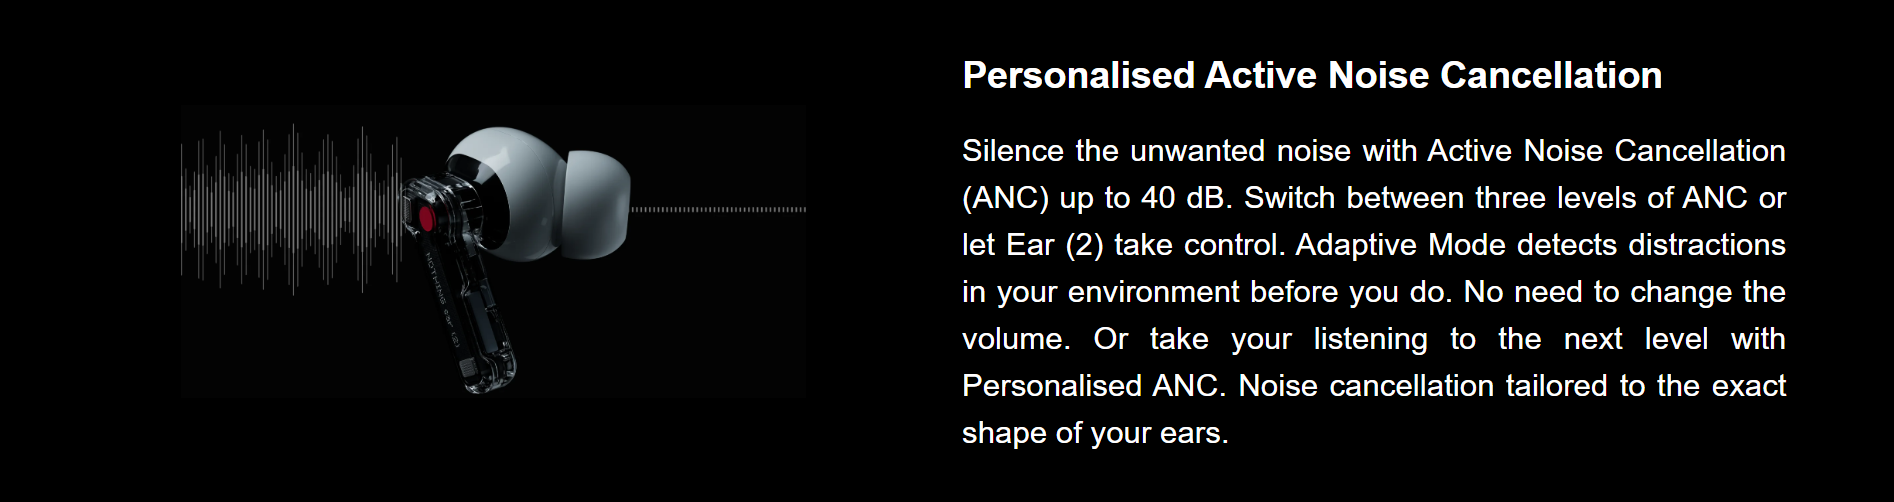 Personalised Active Noise Cancellation
Silence the unwanted noise with Active Noise Cancellation
(ANC) up to 40 dB. Switch between three levels of ANC or
let Ear (2) take control. Adaptive Mode detects distractions
in your environment before you do. No need to change the
volume. Or take your listening to the next level with
Personalised ANC. Noise cancellation tailored to the exact
shape of your ears.
NOTHING ear (2)